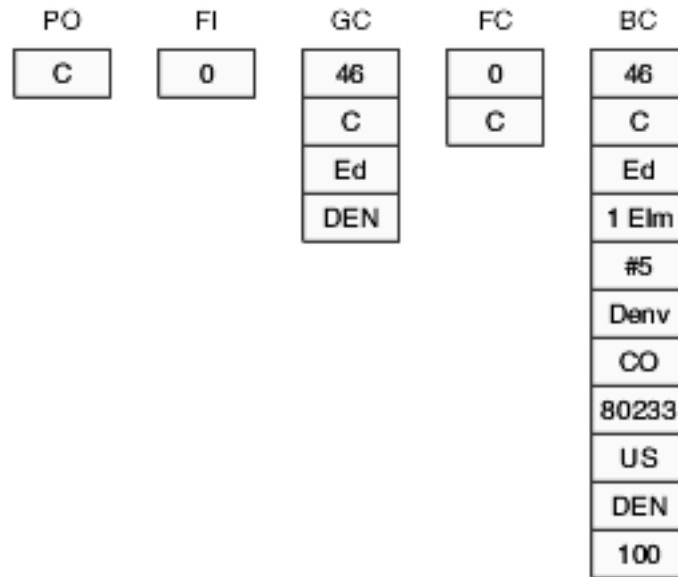 PO FI GC FC BC
C 0 46 0 46
C C C
Ed Ed
DEN 1 Elm
#5
Denv
CO
80233
US
DEN
100